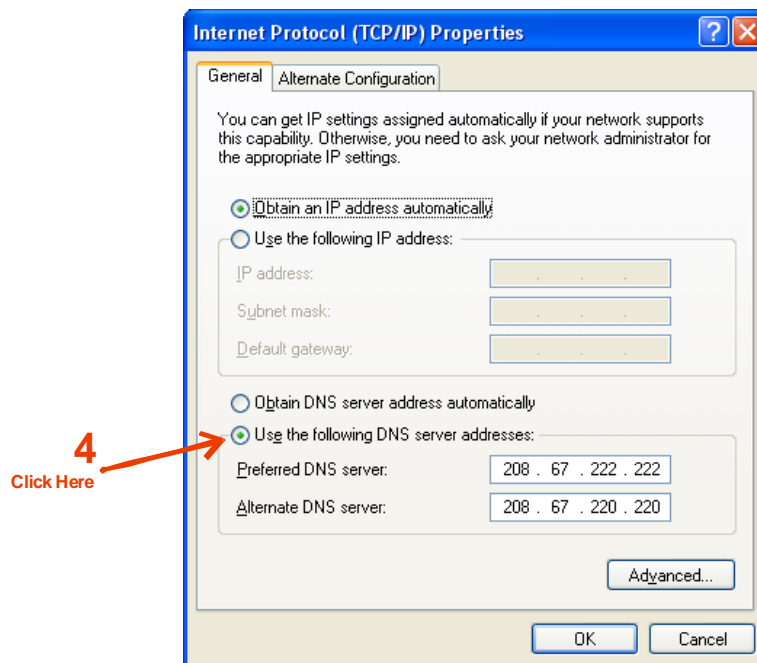 Internet Protocol (TCP/IP) Properties
General
Alternate Configuration
You can get IP settings assigned automatically if your network supports
this capability. Otherwise, you need to ask your network administrator for
the appropriate IP settings.
Obtain an IP address automatically
Use the following IP address:
IP address:
Subnet mask:
Default gateway:
Obtain DNS server address automatically
4
Click Here
Use the following DNS server addresses:
Preferred DNS server: 208 . 67 . 222 . 222
Alternate DNS server: 208 . 67 . 220 . 220
Advanced...
OK
Cancel